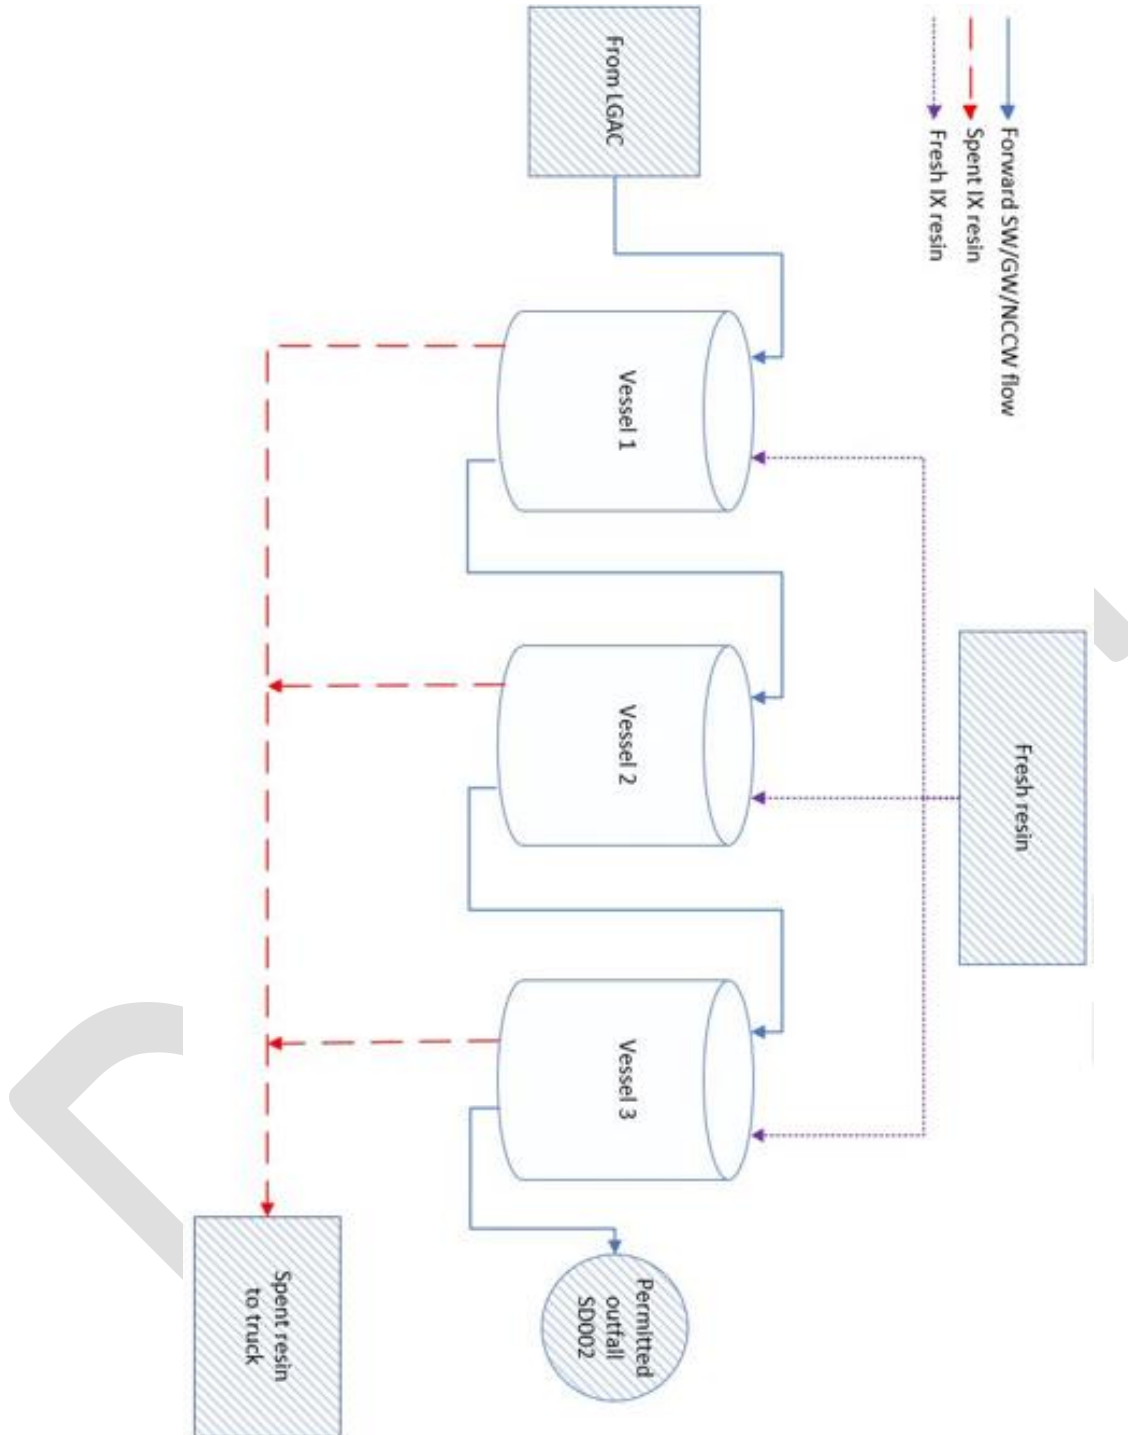 Forward SW/GW/NCCW flow
Spent IX resin
Fresh IX resin
Fresh resin
From LGAC
Vessel 1
Vessel 2
Vessel 3
Permitted
outfall
SD002
Spent resin
to truck